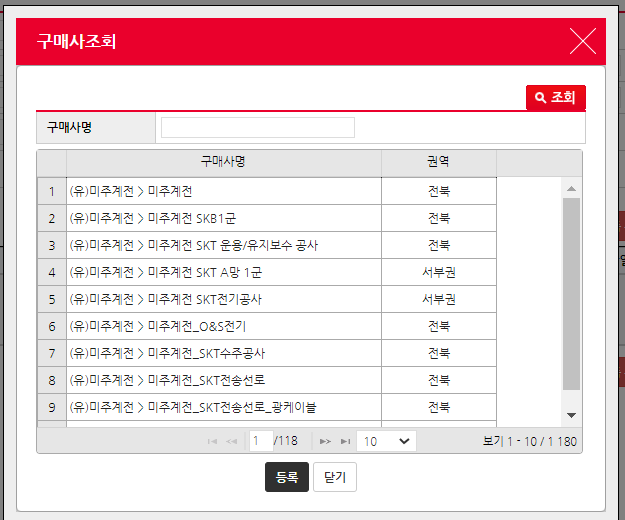 구매사조회
조회
구매사명
구매사명 권역
1 (유)미주계전 > 미주계전 전북
2 (유)미주계전 > 미주계전 SKB1군 전북
3 (유)미주계전 > 미주계전 SKT 운용/유지보수 공사 전북
4 (유)미주계전 > 미주계전 SKT A망 1군 서부권
5 (유)미주계전 > 미주계전 SKT전기공사 서부권
6 (유)미주계전 > 미주계전_O&S전기 전북
7 (유)미주계전 > 미주계전_SKT수주공사 전북
8 (유)미주계전 > 미주계전_SKT전송선로 전북
9 (유)미주계전 > 미주계전_SKT전송선로_광케이블 전북
1 /118 10 보기 1 - 10 / 1 180
등록 닫기